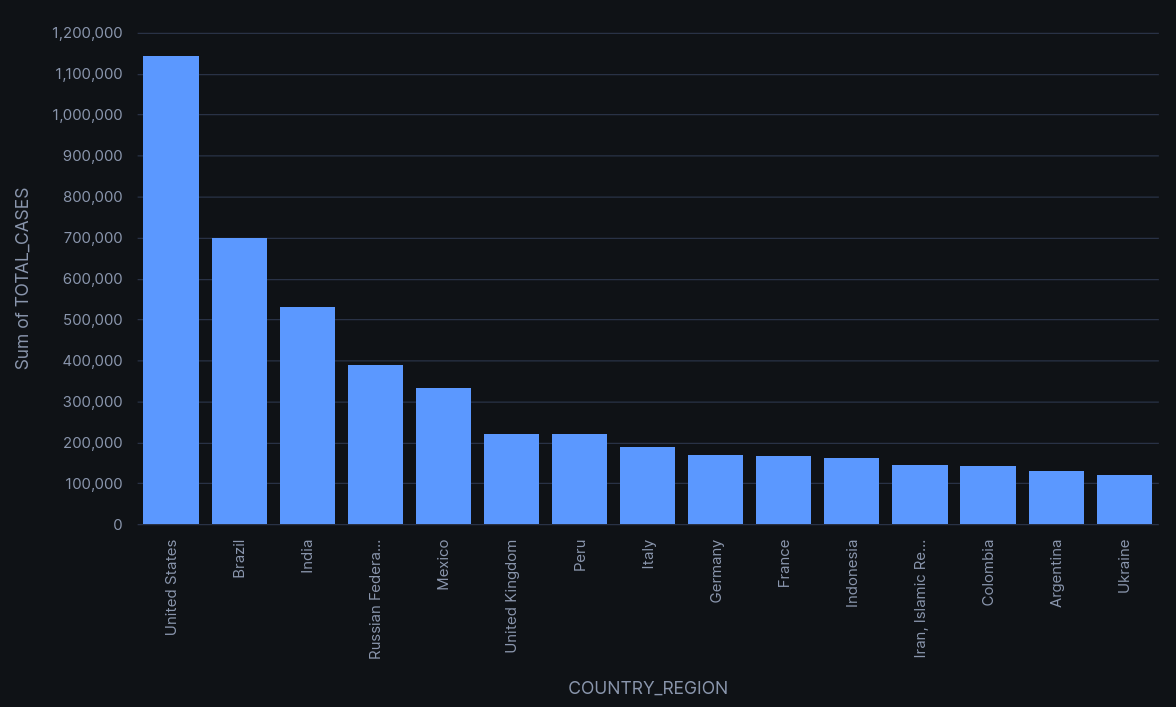 1,200,000
1,100,000
1,000,000
900,000
800,000
700,000
600,000
500,000
400,000
300,000
200,000
100,000
0
Sum of TOTAL_CASES
United States
Brazil
India
Russian Federa...
Mexico
United Kingdom
Peru
Italy
Germany
France
Indonesia
Iran, Islamic Re...
Colombia
Argentina
Ukraine
COUNTRY_REGION